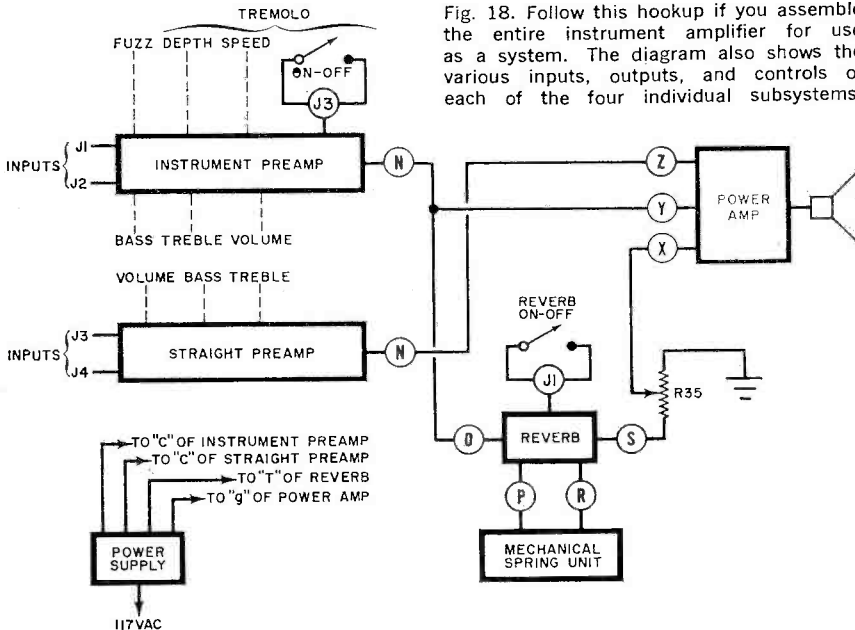 TREMOLO
FUZZ DEPTH SPEED
ON-OFF
J3
Fig. 18. Follow this hookup if you assemble
the entire instrument amplifier for use
as a system. The diagram also shows the
various inputs, outputs, and controls of
each of the four individual subsystems.
INPUTS
J1
J2
INSTRUMENT PREAMP
N
Z
Y
X
POWER
AMP
BASS TREBLE VOLUME
VOLUME BASS TREBLE
INPUTS
J3
J4
STRAIGHT PREAMP
N
REVERB
ON-OFF
J1
R35
O
REVERB
S
P
R
MECHANICAL
SPRING UNIT
TO "C" OF INSTRUMENT PREAMP
TO "C" OF STRAIGHT PREAMP
TO "T" OF REVERB
TO "g" OF POWER AMP
POWER
SUPPLY
117VAC